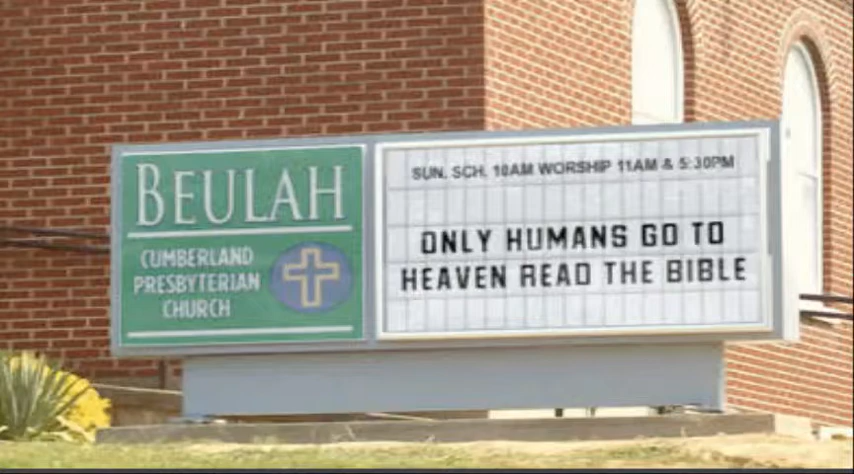 BEULAH
CUMBERLAND
PRESBYTERIAN
CHURCH
SUN. SCH. 10AM WORSHIP 11AM & 5:30PM
ONLY HUMANS GO TO
HEAVEN READ THE BIBLE